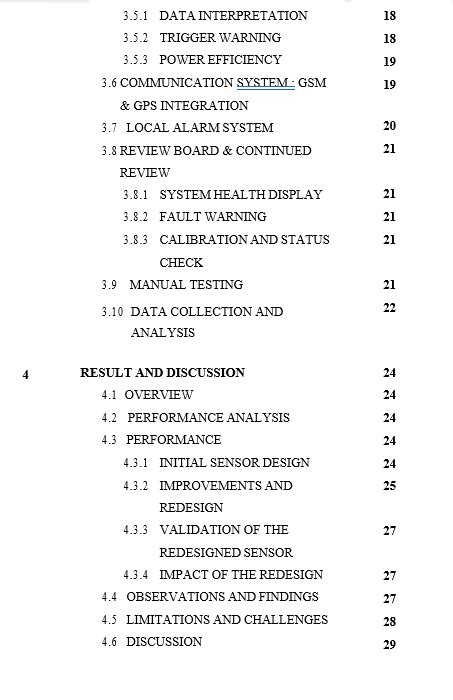 3.5.1 DATA INTERPRETATION 18
3.5.2 TRIGGER WARNING 18
3.5.3 POWER EFFICIENCY 19
3.6 COMMUNICATION SYSTEM : GSM 19
& GPS INTEGRATION
3.7 LOCAL ALARM SYSTEM 20
3.8 REVIEW BOARD & CONTINUED 21
REVIEW
3.8.1 SYSTEM HEALTH DISPLAY 21
3.8.2 FAULT WARNING 21
3.8.3 CALIBRATION AND STATUS 21
CHECK
3.9 MANUAL TESTING 21
3.10 DATA COLLECTION AND 22
ANALYSIS
4 RESULT AND DISCUSSION 24
4.1 OVERVIEW 24
4.2 PERFORMANCE ANALYSIS 24
4.3 PERFORMANCE 24
4.3.1 INITIAL SENSOR DESIGN 24
4.3.2 IMPROVEMENTS AND 25
REDESIGN
4.3.3 VALIDATION OF THE 27
REDESIGNED SENSOR
4.3.4 IMPACT OF THE REDESIGN 27
4.4 OBSERVATIONS AND FINDINGS 27
4.5 LIMITATIONS AND CHALLENGES 28
4.6 DISCUSSION 29